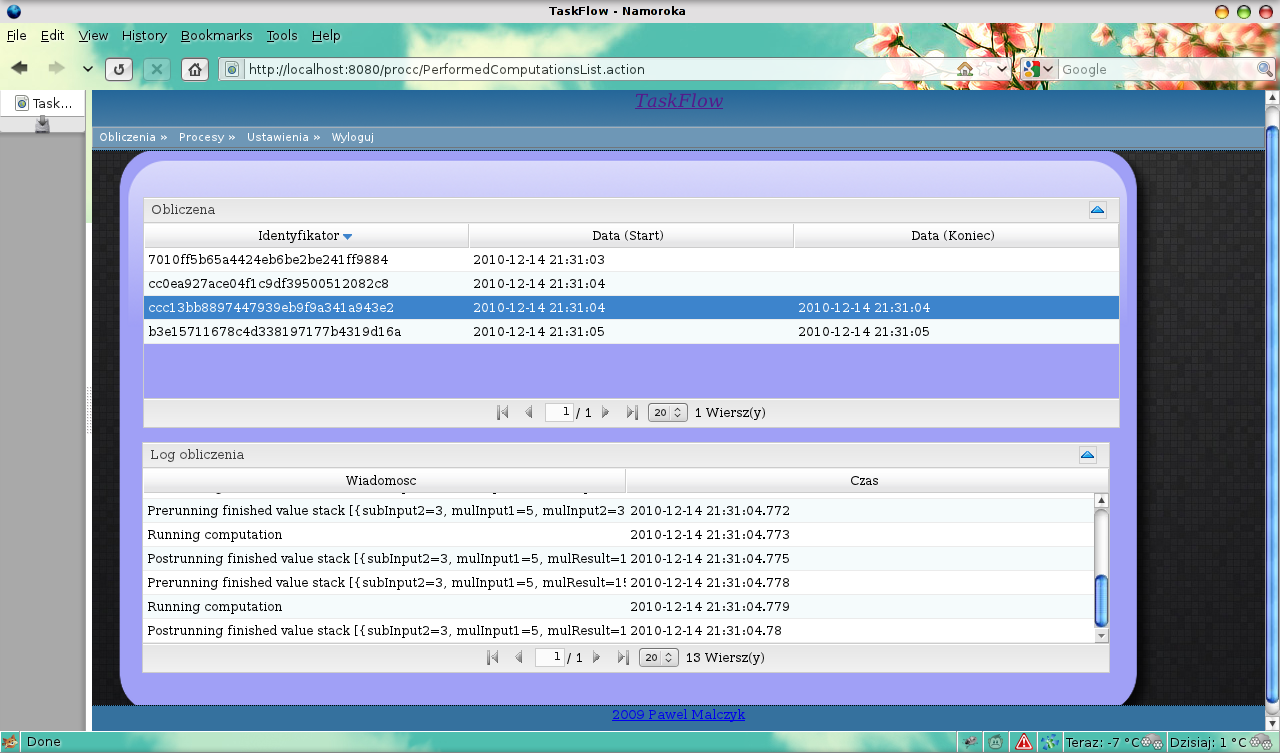 TaskFlow - Namoroka
File Edit View History Bookmarks Tools Help
http://localhost:8080/procc/PerformedComputationsList.action Google
Task...
TaskFlow
Obliczenia » Procesy » Ustawienia » Wyloguj
Obliczena
Identyfikator Data (Start) Data (Koniec)
7010ff5b65a4424eb6be2be241ff9884 2010-12-14 21:31:03
cc0ea927ace04f1c9df39500512082c8 2010-12-14 21:31:04
ccc13bb8897447939eb9f9a341a943e2 2010-12-14 21:31:04 2010-12-14 21:31:04
b3e15711678c4d338197177b4319d16a 2010-12-14 21:31:05 2010-12-14 21:31:05
1 / 1 20 1 Wiersz(y)
Log obliczenia
Wiadomosc Czas
Prerunning finished value stack [{subInput2=3, mulInput1=5, mulInput2=3 2010-12-14 21:31:04.772
Running computation 2010-12-14 21:31:04.773
Postrunning finished value stack [{subInput2=3, mulInput1=5, mulResult=1 2010-12-14 21:31:04.775
Prerunning finished value stack [{subInput2=3, mulInput1=5, mulResult=15 2010-12-14 21:31:04.778
Running computation 2010-12-14 21:31:04.779
Postrunning finished value stack [{subInput2=3, mulInput1=5, mulResult=1 2010-12-14 21:31:04.78
1 / 1 20 13 Wiersz(y)
2009 Pawel Malczyk
Done Teraz: -7 °C Dzisiaj: 1 °C